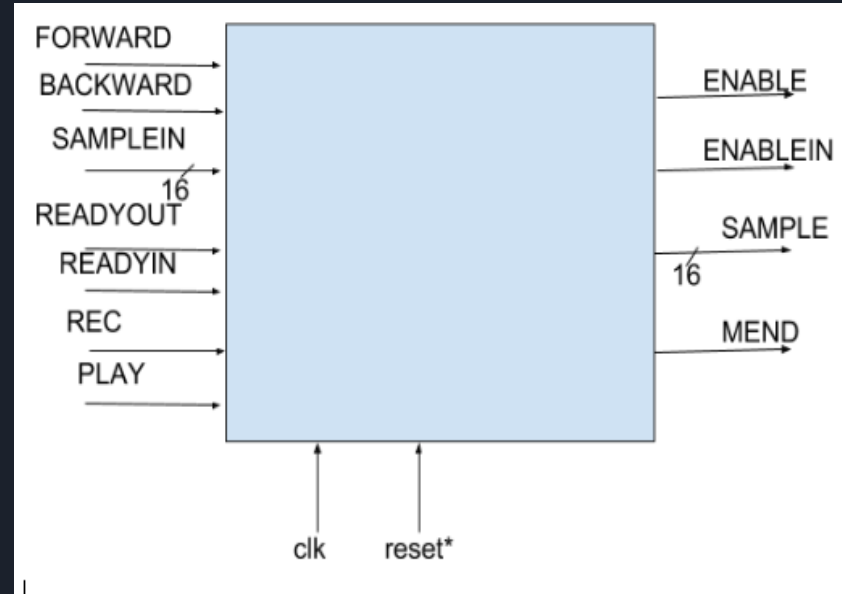 FORWARD
BACKWARD
SAMPLEIN
16
READYOUT
READYIN
REC
PLAY
ENABLE
ENABLEIN
SAMPLE
16
MEND
clk
reset*